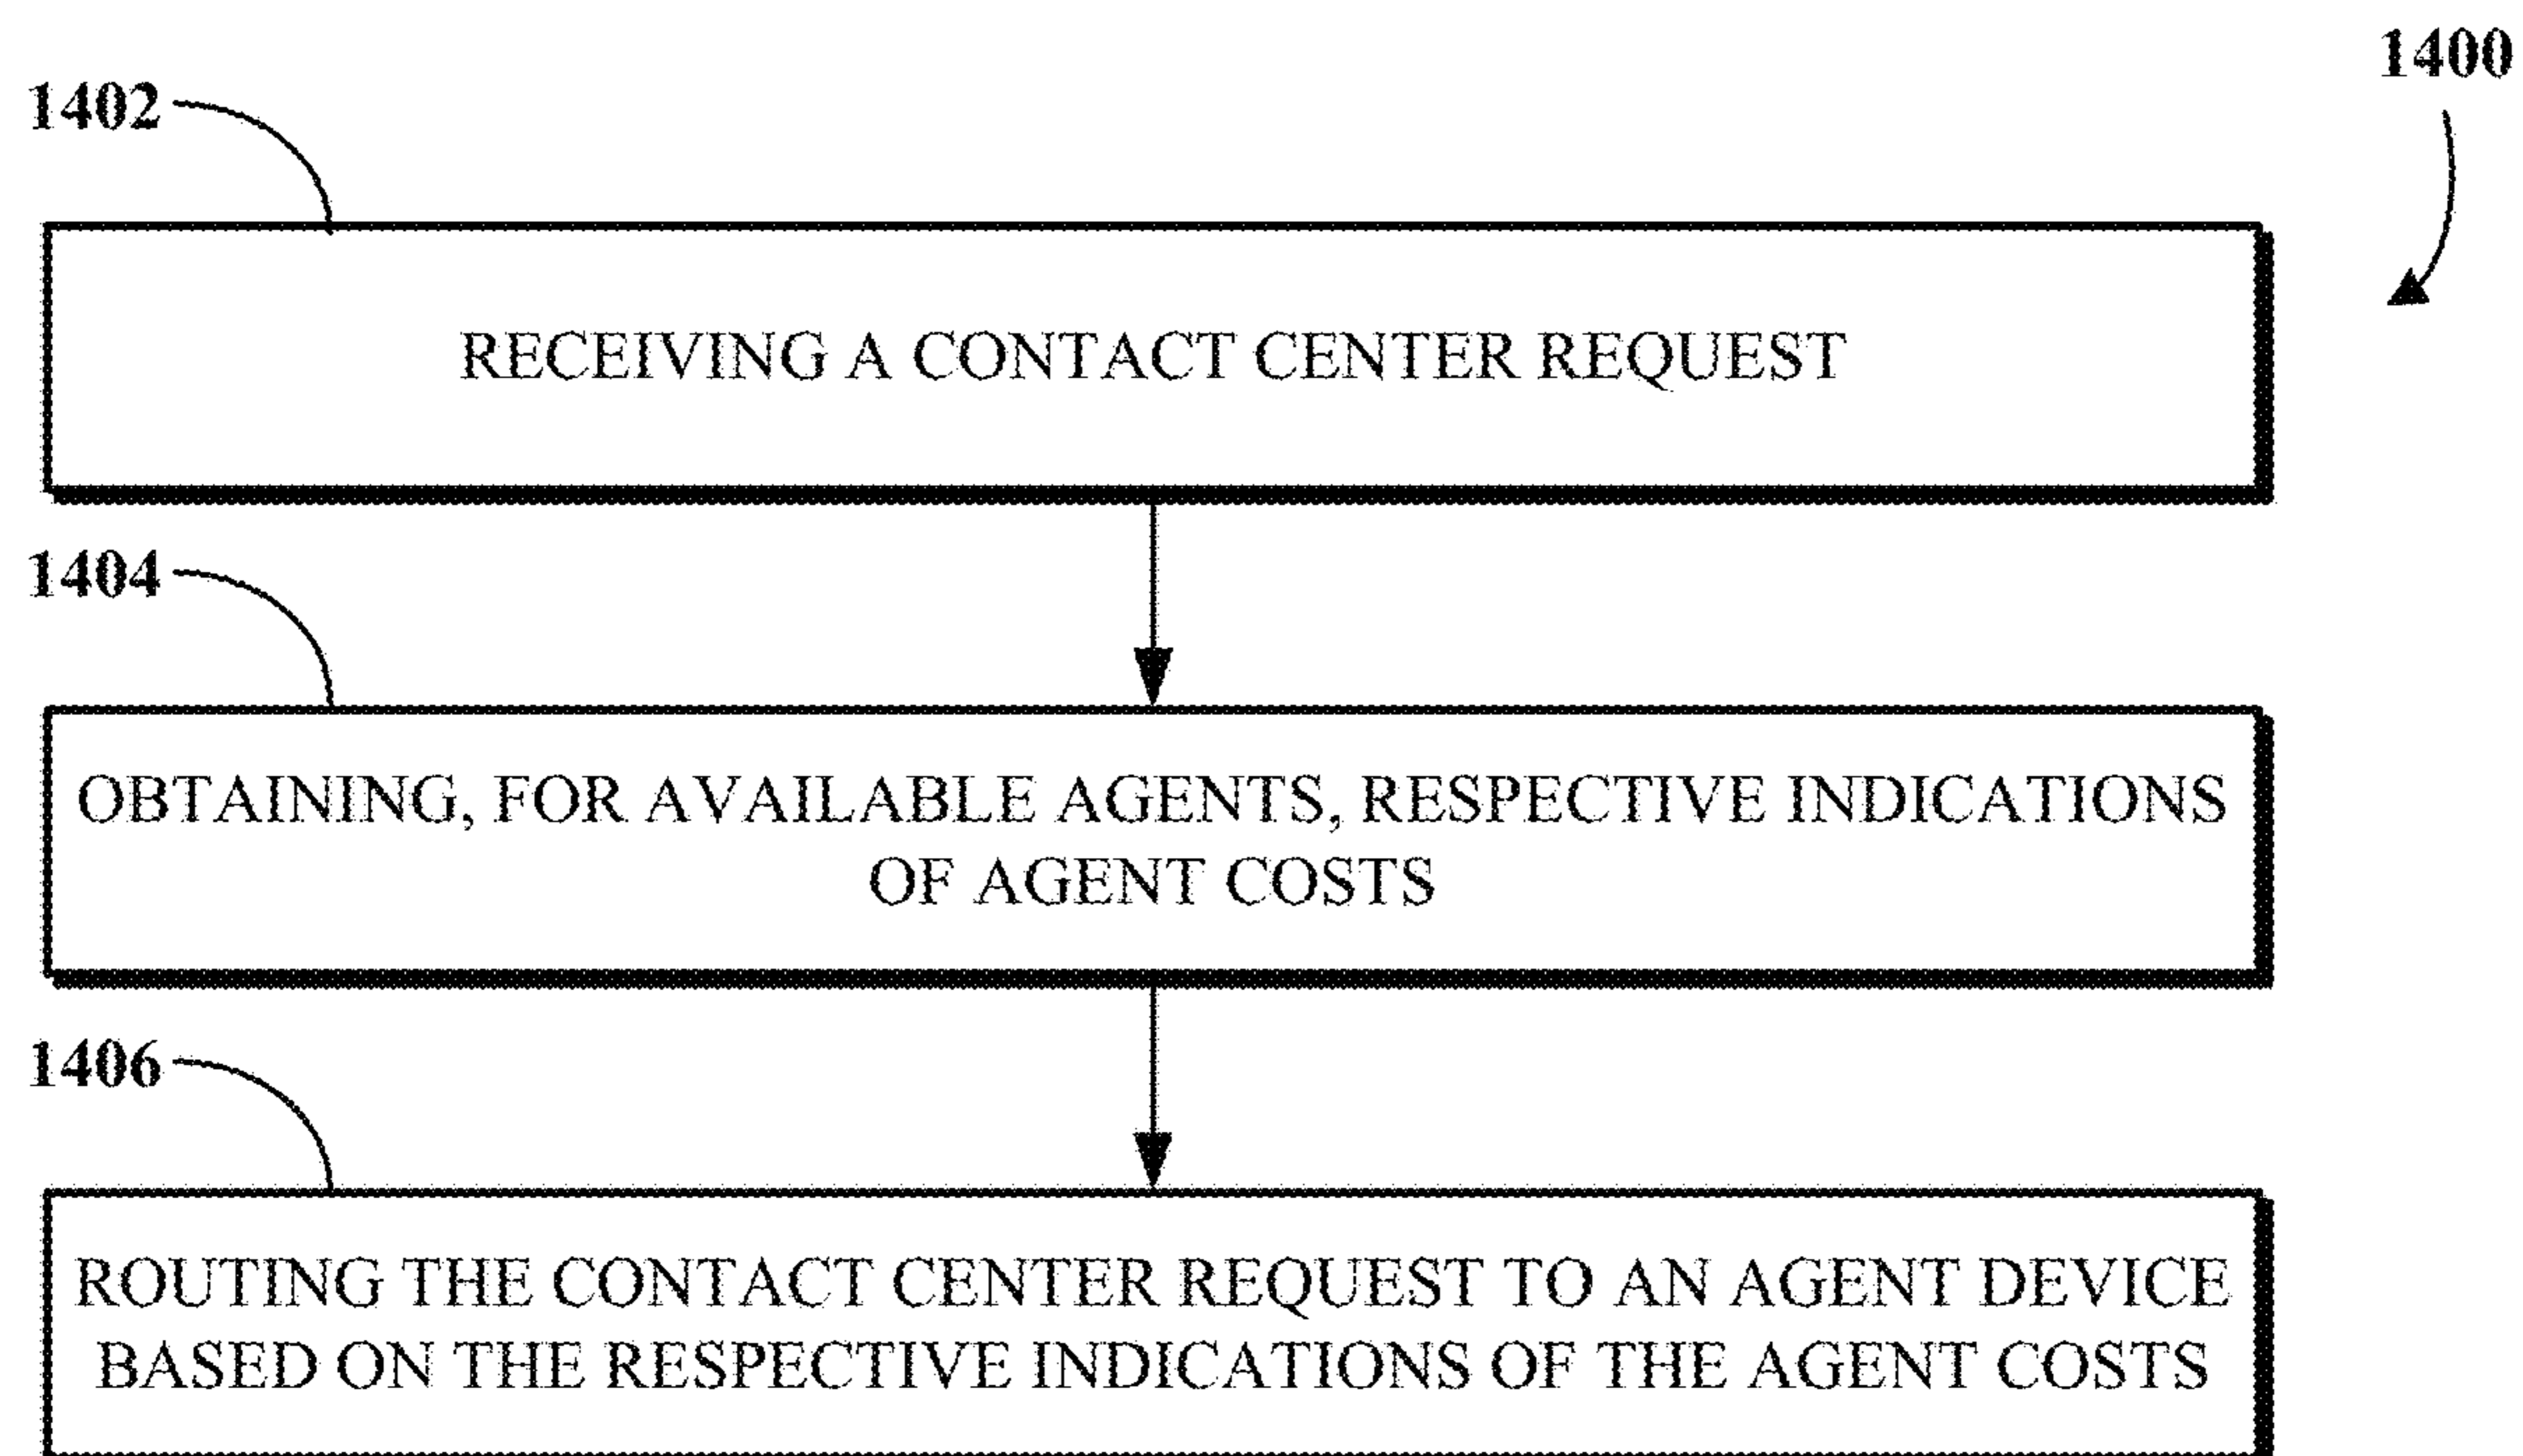 1400
1402
RECEIVING A CONTACT CENTER REQUEST
1404
OBTAINING, FOR AVAILABLE AGENTS, RESPECTIVE INDICATIONS
OF AGENT COSTS
1406
ROUTING THE CONTACT CENTER REQUEST TO AN AGENT DEVICE
BASED ON THE RESPECTIVE INDICATIONS OF THE AGENT COSTS